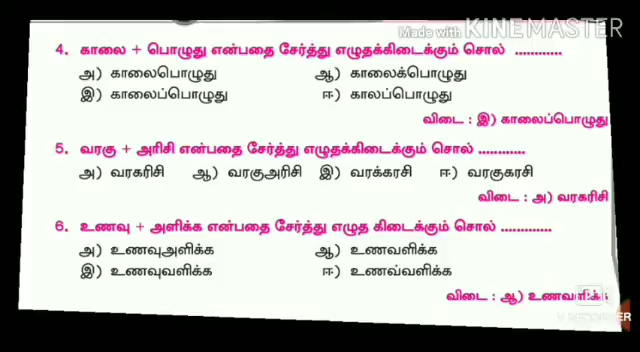 Made with KINEMASTER
4. காலை + பொழுது என்பதை சேர்த்து எழுதக்கிடைக்கும் சொல் ............
அ) காலைபொழுது ஆ) காலைக்பொழுது
இ) காலைப்பொழுது ஈ) காலப்பொழுது
விடை : இ) காலைப்பொழுது
5. வரகு + அரிசி என்பதை சேர்த்து எழுதக்கிடைக்கும் சொல் ............
அ) வரகரிசி ஆ) வரகுஅரிசி இ) வரக்கரசி ஈ) வரகுகரசி
விடை : அ) வரகரிசி
6. உணவு + அளிக்க என்பதை சேர்த்து எழுத கிடைக்கும் சொல் .............
அ) உணவுஅளிக்க ஆ) உணவளிக்க
இ) உணவுவளிக்க ஈ) உணவ்வளிக்க
விடை : ஆ) உணவளிக்க